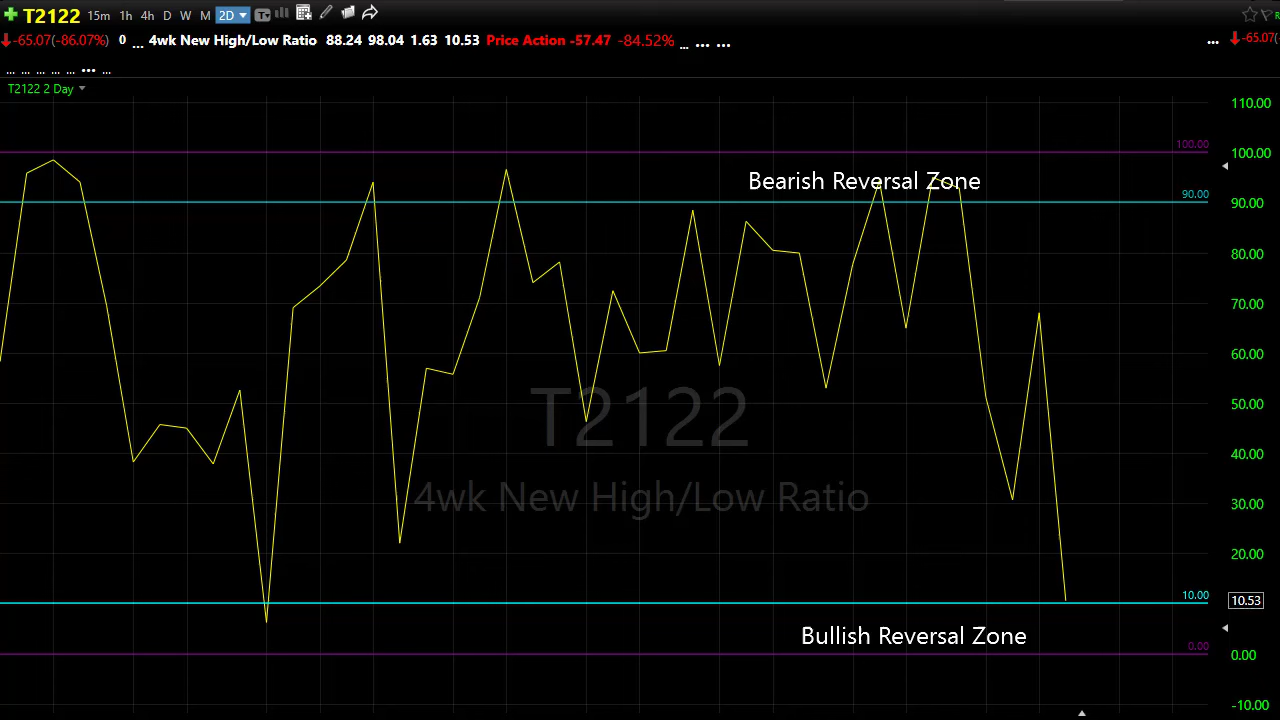 T2122 15m 1h 4h D W M 2D
-65.07(-86.07%) 0 ... 4wk New High/Low Ratio 88.24 98.04 1.63 10.53 Price Action -57.47 -84.52% ... ... ... ... -65.07(
... ... ... ... ... ... ...
T2122 2 Day
110.00
100.00 100.00
Bearish Reversal Zone
90.00 90.00
80.00
70.00
60.00
50.00
T2122
40.00
4wk New High/Low Ratio
30.00
20.00
10.00 10.53
Bullish Reversal Zone
0.00 0.00
-10.00